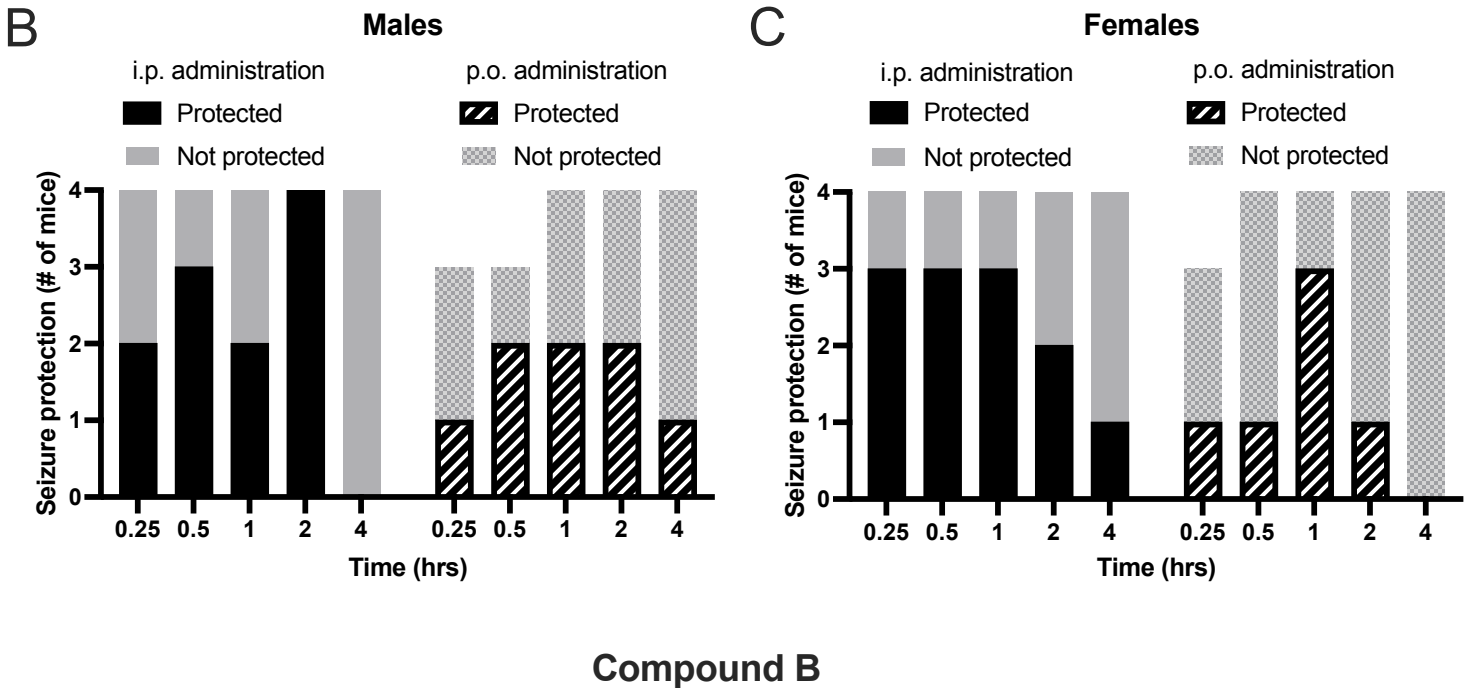 B
Males
i.p. administration
p.o. administration
Protected
Protected
Not protected
Not protected
Seizure protection (# of mice)
4
3
2
1
0
0.25 0.5 1 2 4 0.25 0.5 1 2 4
Time (hrs)
C
Females
i.p. administration
p.o. administration
Protected
Protected
Not protected
Not protected
Seizure protection (# of mice)
4
3
2
1
0
0.25 0.5 1 2 4 0.25 0.5 1 2 4
Time (hrs)
Compound B